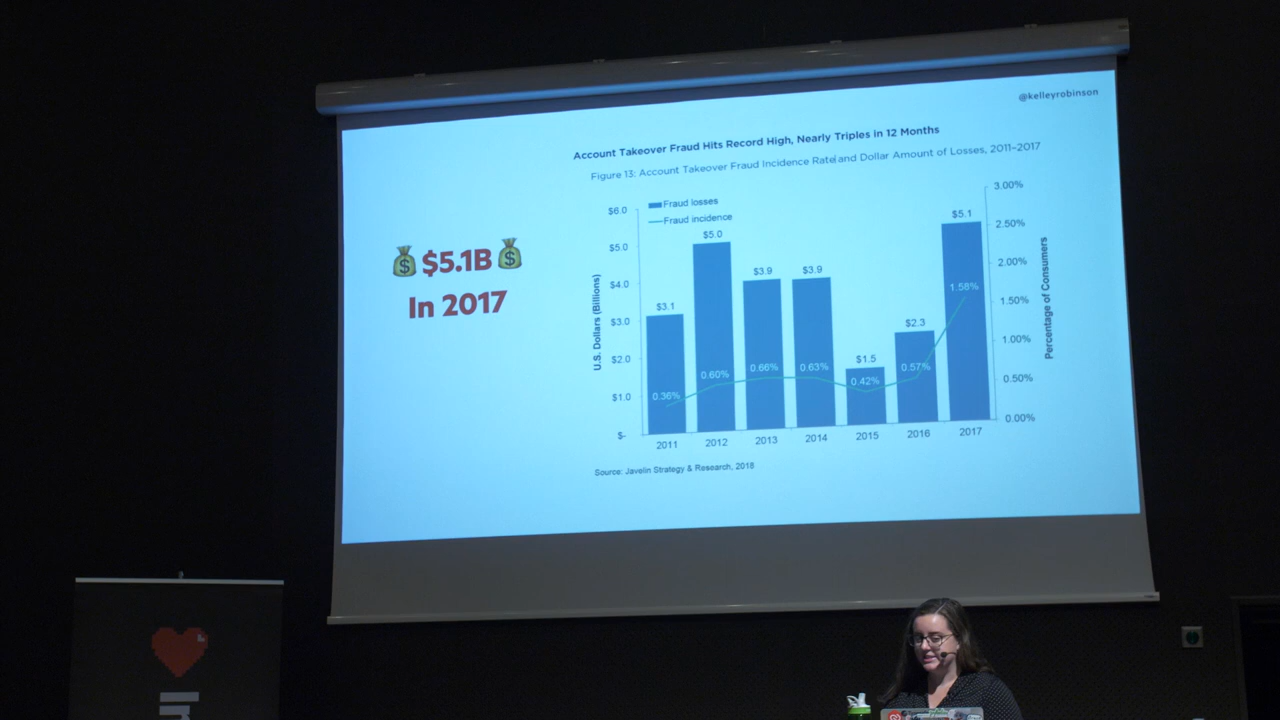 @kelleyrobinson
Account Takeover Fraud Hits Record High, Nearly Triples in 12 Months
Figure 13: Account Takeover Fraud Incidence Rate and Dollar Amount of Losses, 2011–2017
$5.1B
In 2017
Fraud losses
Fraud incidence
U.S. Dollars (Billions)
$6.0
$5.0
$4.0
$3.0
$2.0
$1.0
$-
$3.1
$5.0
$3.9
$3.9
$1.5
$2.3
$5.1
0.36%
0.60%
0.66%
0.63%
0.42%
0.57%
1.58%
3.00%
2.50%
2.00%
1.50%
1.00%
0.50%
0.00%
Percentage of Consumers
2011 2012 2013 2014 2015 2016 2017
Source: Javelin Strategy & Research, 2018